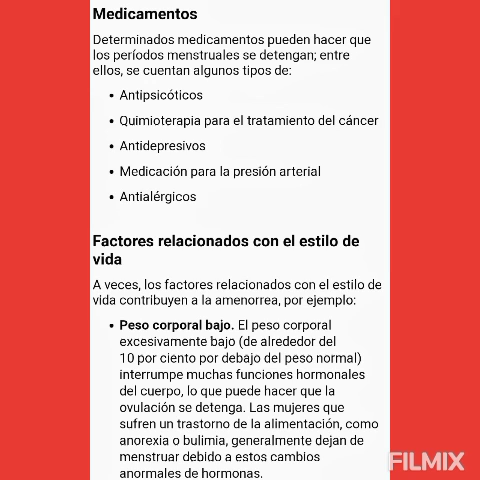 Medicamentos
Determinados medicamentos pueden hacer que
los períodos menstruales se detengan; entre
ellos, se cuentan algunos tipos de:
• Antipsicóticos
• Quimioterapia para el tratamiento del cáncer
• Antidepresivos
• Medicación para la presión arterial
• Antialérgicos
Factores relacionados con el estilo de
vida
A veces, los factores relacionados con el estilo de
vida contribuyen a la amenorrea, por ejemplo:
• Peso corporal bajo. El peso corporal
excesivamente bajo (de alrededor del
10 por ciento por debajo del peso normal)
interrumpe muchas funciones hormonales
del cuerpo, lo que puede hacer que la
ovulación se detenga. Las mujeres que
sufren un trastorno de la alimentación, como
anorexia o bulimia, generalmente dejan de
menstruar debido a estos cambios
anormales de hormonas.
FILMIX